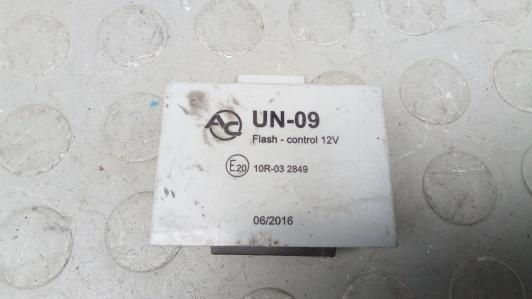 AC UN-09
Flash - control 12V
E20 10R-03 2849
06/2016